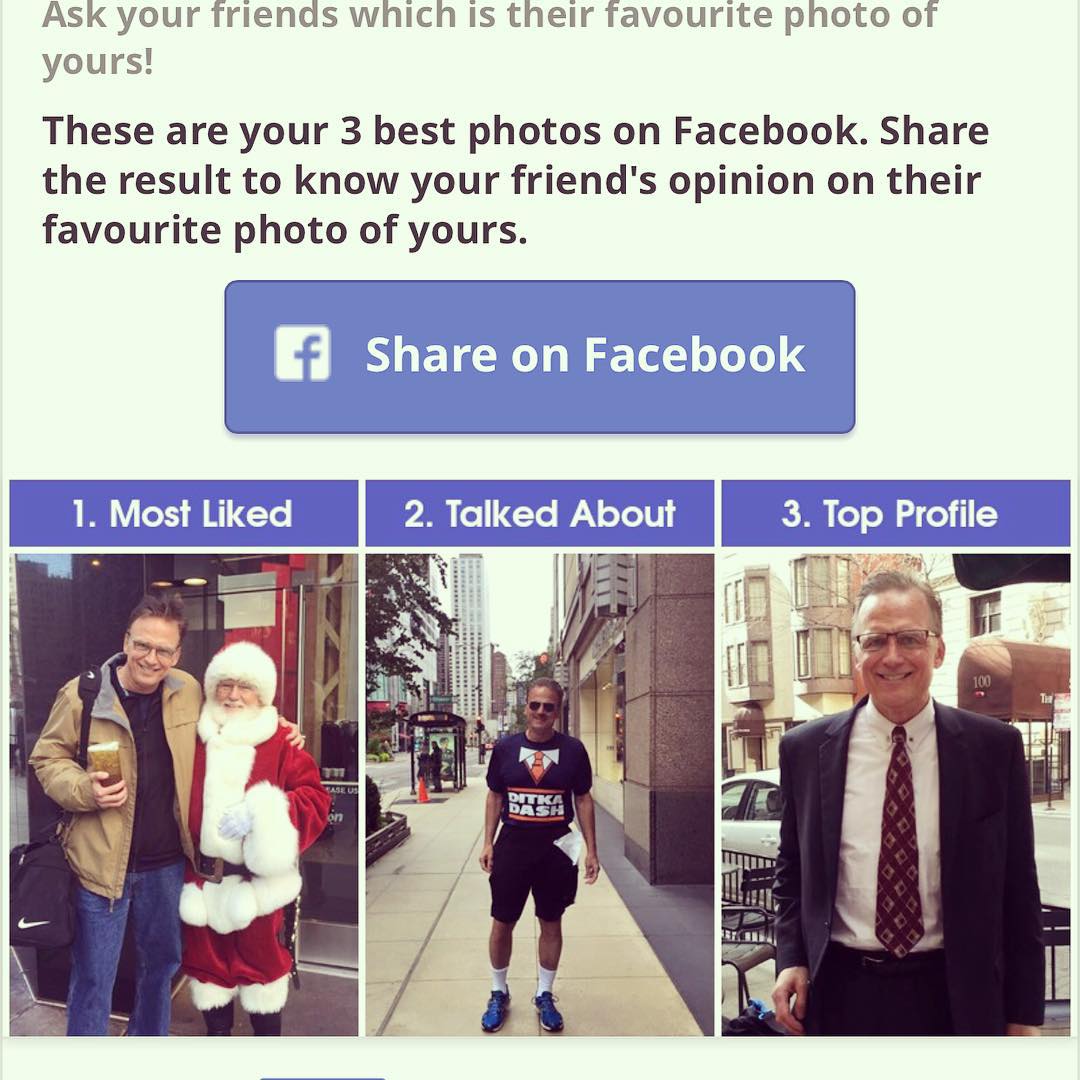 Ask your friends which is their favourite photo of
yours!
These are your 3 best photos on Facebook. Share
the result to know your friend's opinion on their
favourite photo of yours.
f Share on Facebook
1. Most Liked
2. Talked About
3. Top Profile
EASE US
DITKA
DASH
100